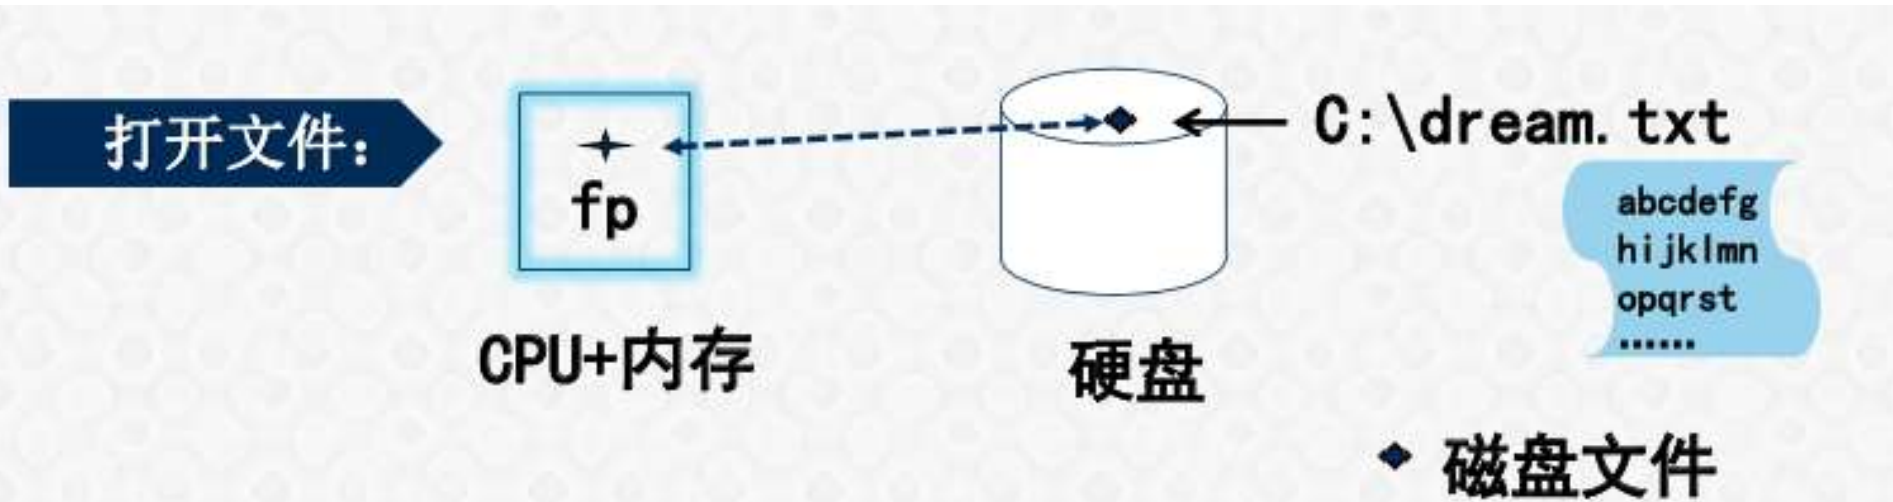 打开文件：
fp
C:\dream.txt
abcdefg
hijklmn
opqrst
......
CPU+内存
硬盘
磁盘文件